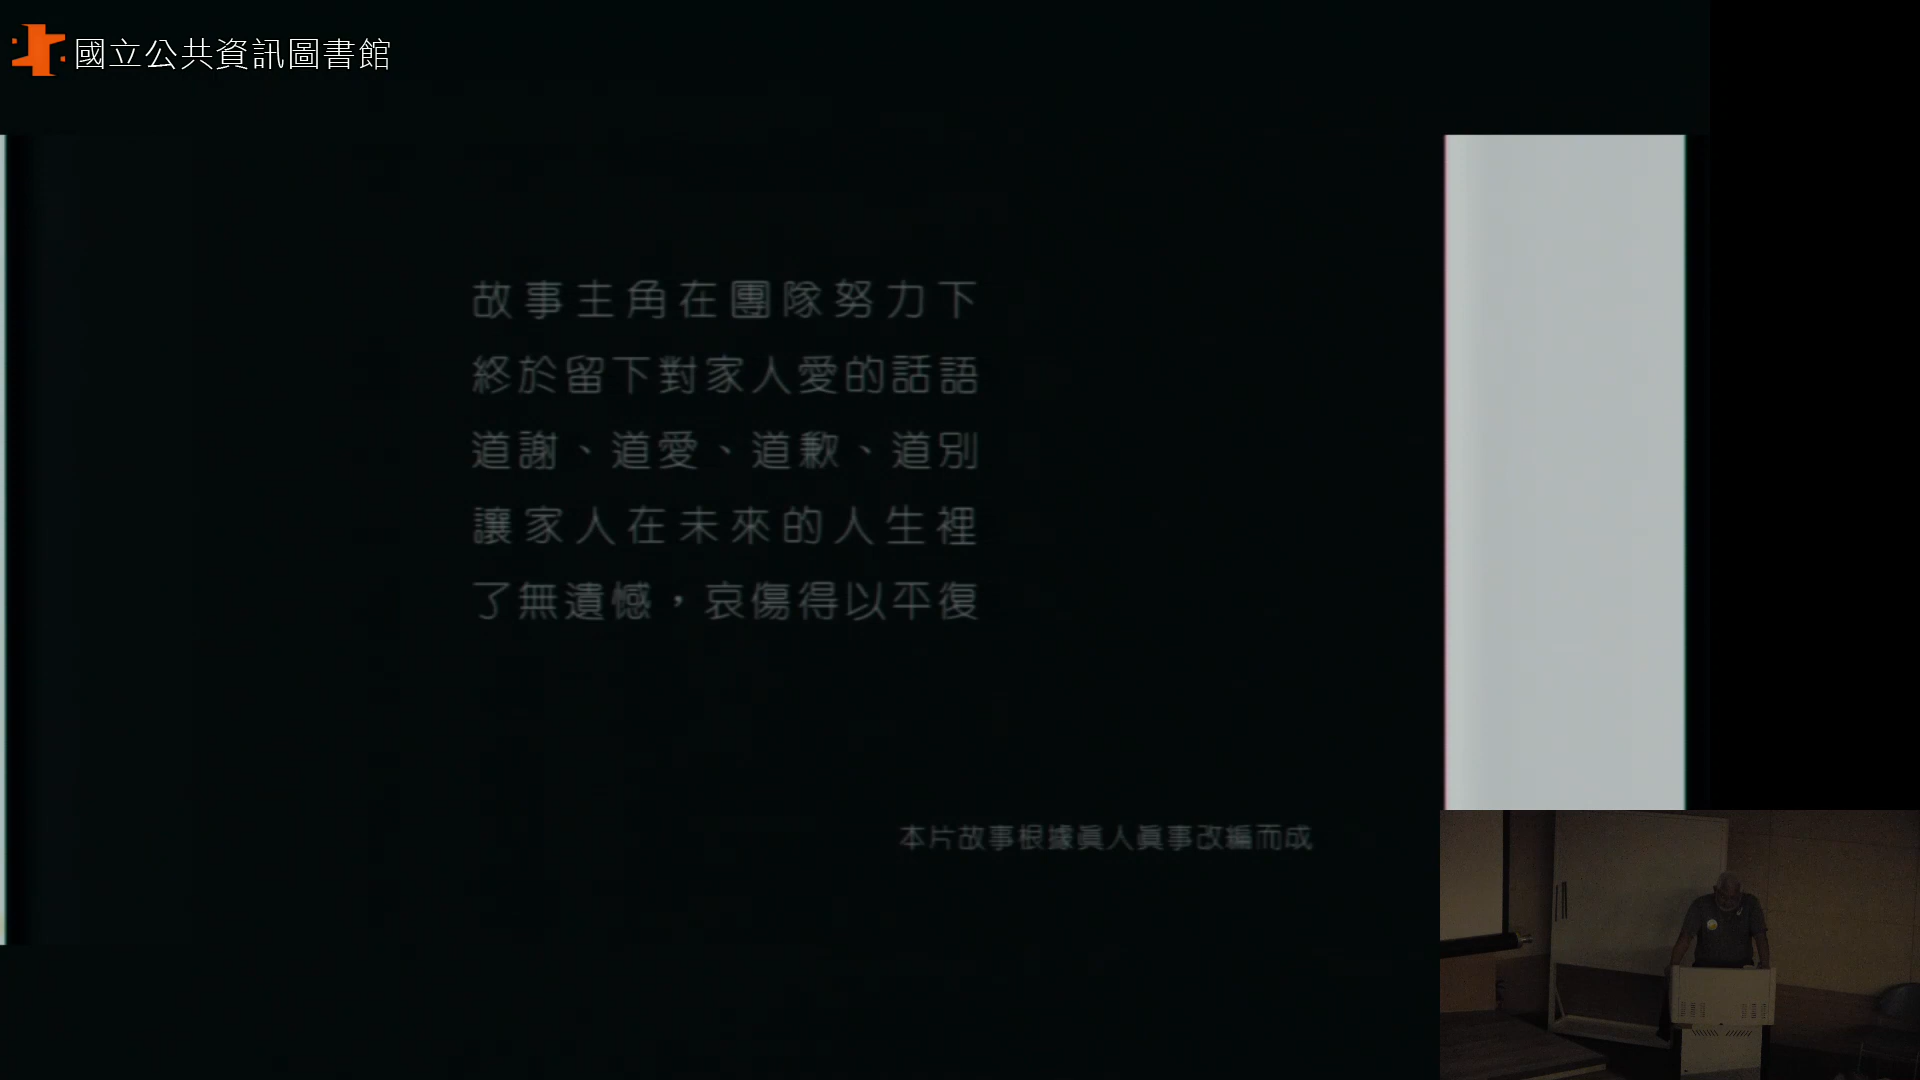 國立公共資訊圖書館
故事主角在團隊努力下
終於留下對家人愛的話語
道謝、道愛、道歉、道別
讓家人在未來的人生裡
了無遺憾，哀傷得以平復
本片故事根據真人真事改編而成